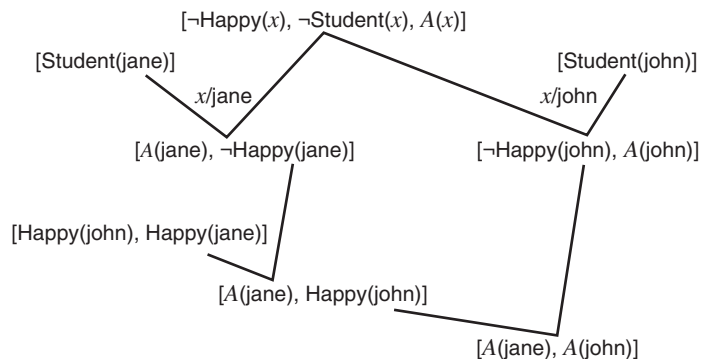 [¬Happy(x), ¬Student(x), A(x)]
[Student(jane)]
[Student(john)]
x/jane
x/john
[A(jane), ¬Happy(jane)]
[¬Happy(john), A(john)]
[Happy(john), Happy(jane)]
[A(jane), Happy(john)]
[A(jane), A(john)]